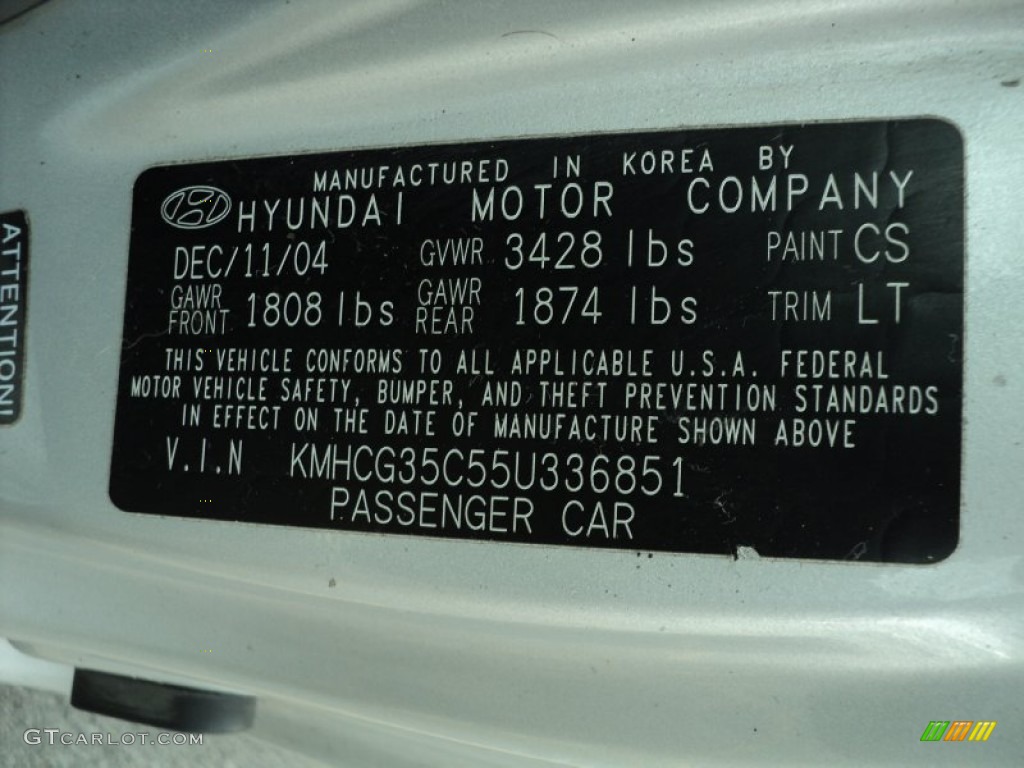 ATTENTION!
MANUFACTURED IN KOREA BY
HYUNDAI MOTOR COMPANY
DEC/11/04 GVWR 3428 lbs PAINT CS
GAWR FRONT 1808 lbs GAWR REAR 1874 lbs TRIM LT
THIS VEHICLE CONFORMS TO ALL APPLICABLE U.S.A. FEDERAL
MOTOR VEHICLE SAFETY, BUMPER, AND THEFT PREVENTION STANDARDS
IN EFFECT ON THE DATE OF MANUFACTURE SHOWN ABOVE
V.I.N KMHCG35C55U336851
PASSENGER CAR
GTCARLOT.COM